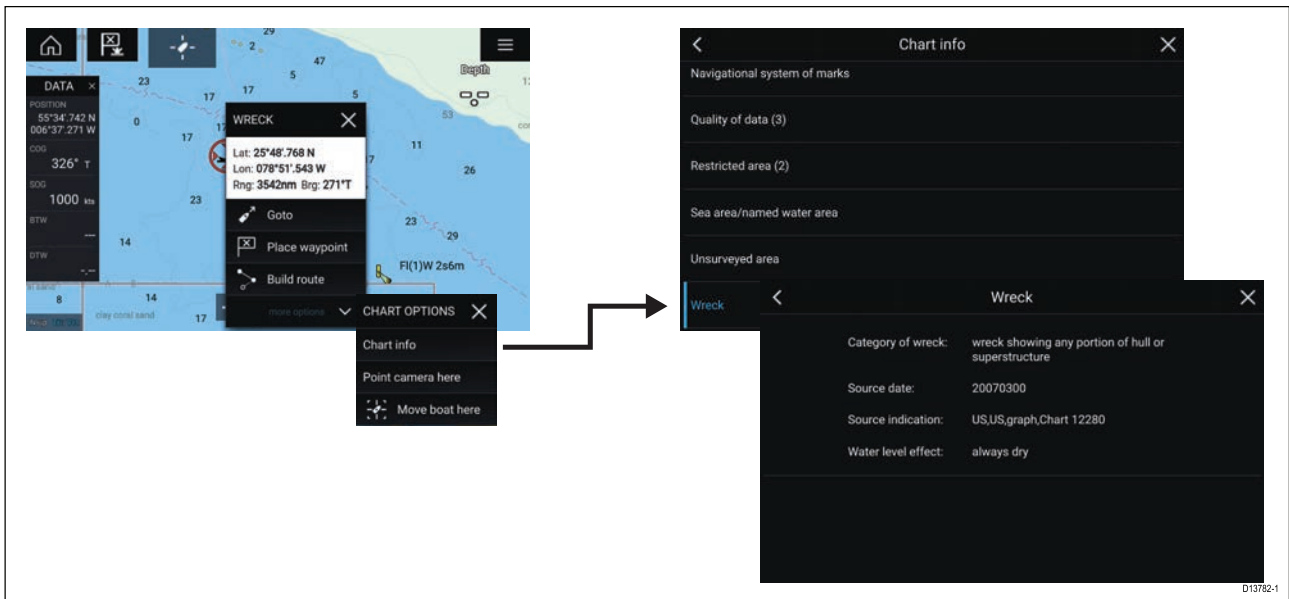 29
2
47
5
Depth
DATA ×
23
17
17
5
POSITION
55°34'.742 N
006°37'.271 W
0
17
53
WRECK
COG
326° T
Lat: 25°48'.768 N
Lon: 078°51'.543 W
Rng: 3542nm Brg: 271°T
11
26
SOG
1000 kts
23
Goto
23
BTW
---
14
Place waypoint
29
DTW
-.--
Fl(1)W 2s6m
Build route
8
14
clay coral sand
17
more options
CHART OPTIONS
Chart info
Point camera here
Move boat here
Chart info
Navigational system of marks
Quality of data (3)
Restricted area (2)
Sea area/named water area
Unsurveyed area
Wreck
Wreck
Category of wreck: wreck showing any portion of hull or
superstructure
Source date: 20070300
Source indication: US,US,graph,Chart 12280
Water level effect: always dry
D13782-1